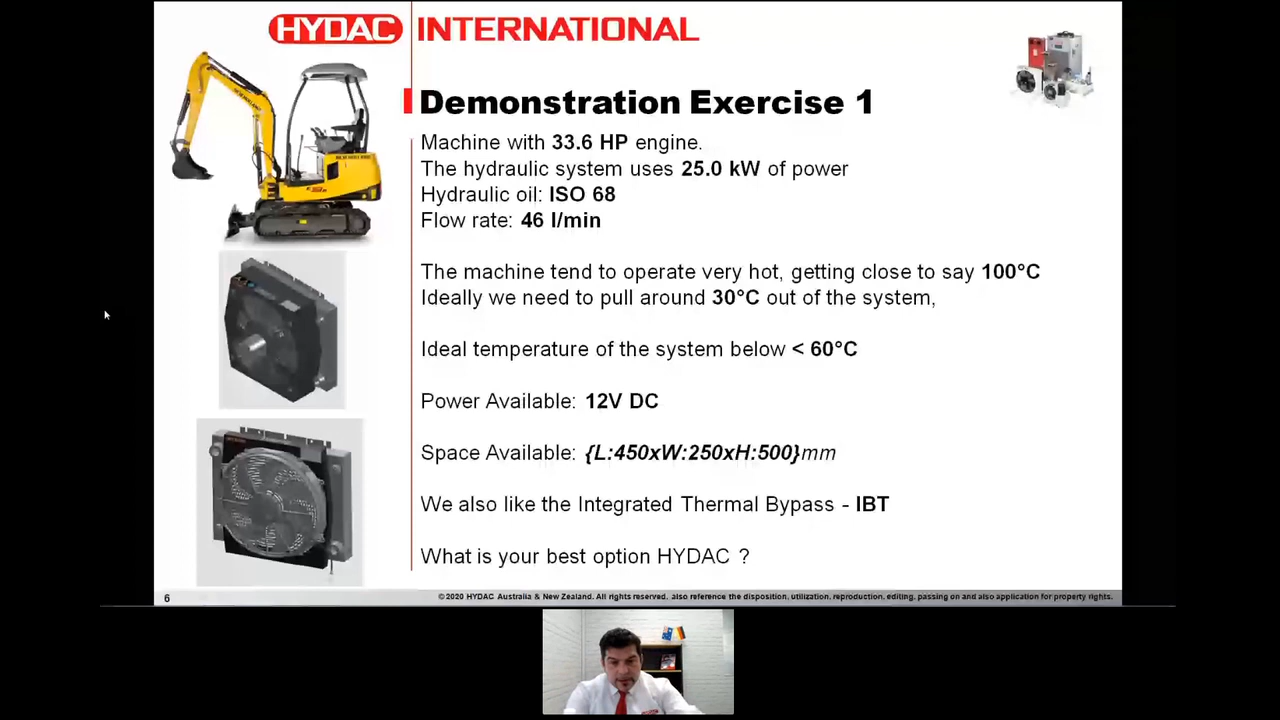 HYDAC INTERNATIONAL
Demonstration Exercise 1
Machine with 33.6 HP engine.
The hydraulic system uses 25.0 kW of power
Hydraulic oil: ISO 68
Flow rate: 46 l/min
The machine tend to operate very hot, getting close to say 100°C
Ideally we need to pull around 30°C out of the system,
Ideal temperature of the system below < 60°C
Power Available: 12V DC
Space Available: {L:450xW:250xH:500}mm
We also like the Integrated Thermal Bypass - IBT
What is your best option HYDAC ?
6
©2020 HYDAC Australia & New Zealand. All rights reserved, also reference the disposition, utilization, reproduction, editing, passing on and also application for property rights.